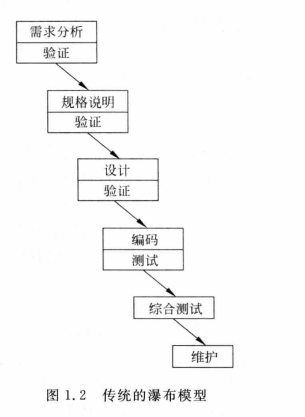 需求分析
验证
规格说明
验证
设计
验证
编码
测试
综合测试
维护
图 1.2 传统的瀑布模型